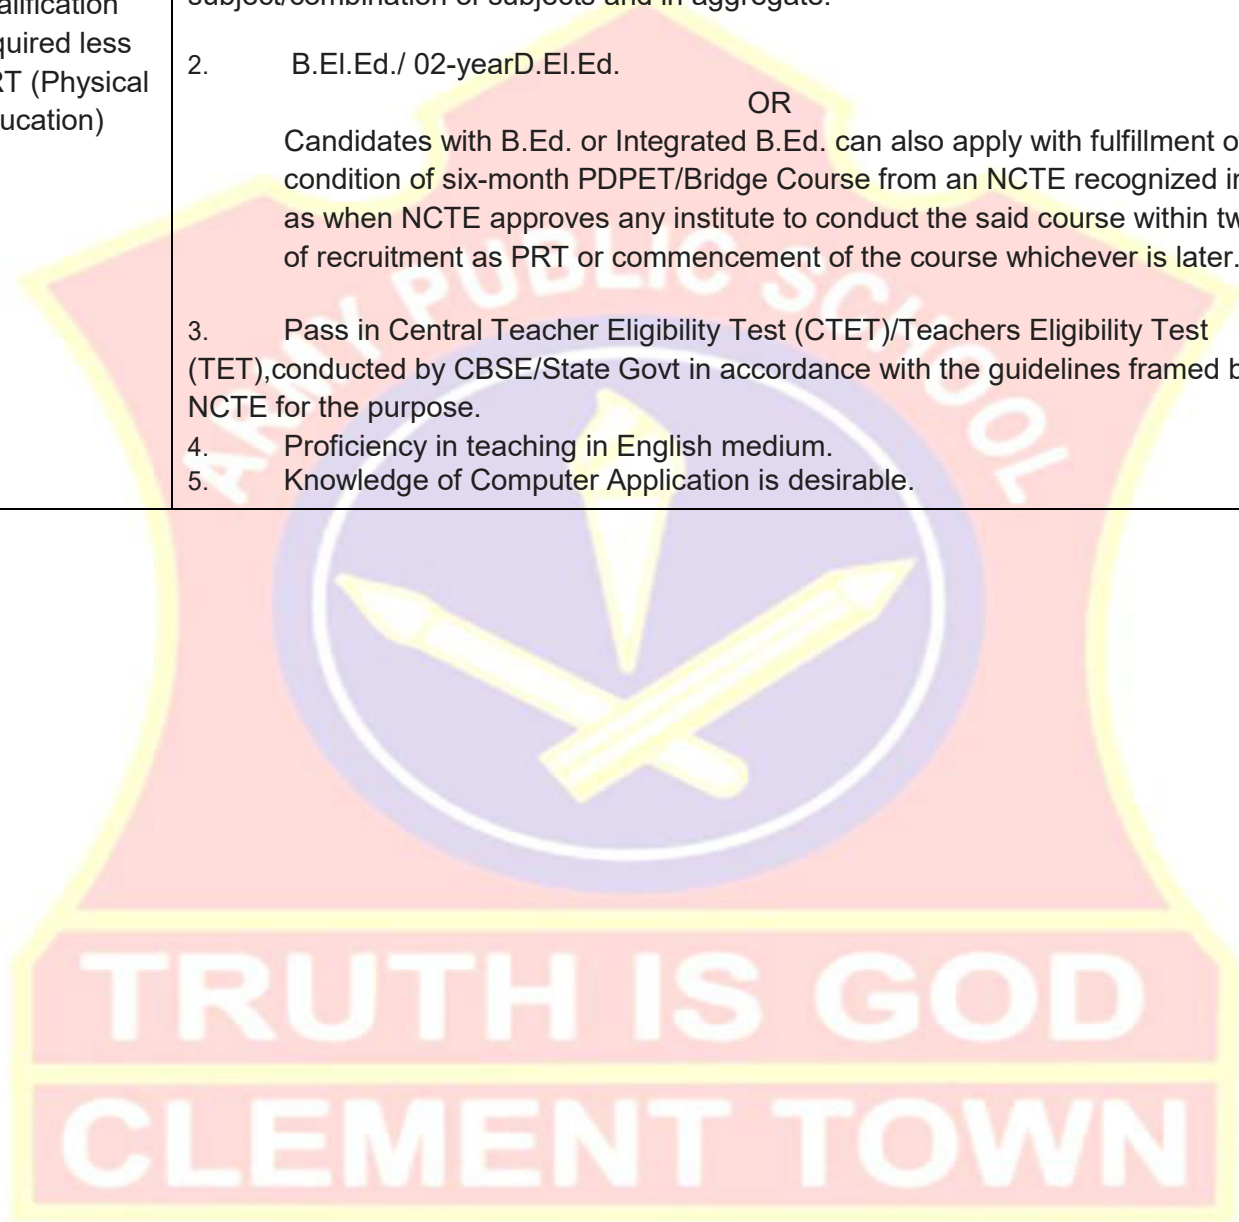 alification
subject/combination of subjects and in aggregate.
quired less
2. B.El.Ed./ 02-yearD.El.Ed.
RT (Physical
OR
ucation)
Candidates with B.Ed. or Integrated B.Ed. can also apply with fulfillment o
condition of six-month PDPET/Bridge Course from an NCTE recognized in
as when NCTE approves any institute to conduct the said course within tw
of recruitment as PRT or commencement of the course whichever is later.
3. Pass in Central Teacher Eligibility Test (CTET)/Teachers Eligibility Test
(TET),conducted by CBSE/State Govt in accordance with the guidelines framed b
NCTE for the purpose.
4. Proficiency in teaching in English medium.
5. Knowledge of Computer Application is desirable.
ARMY PUBLIC SCHOOL
TRUTH IS GOD
CLEMENT TOWN